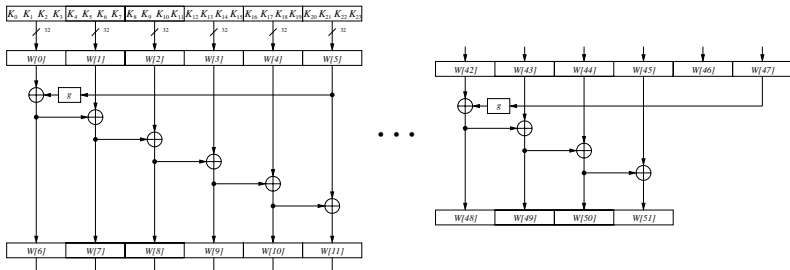 K0 K1 K2 K3 K4 K5 K6 K7 K8 K9 K10 K11 K12 K13 K14 K15 K16 K17 K18 K19 K20 K21 K22 K23
32 32 32 32 32 32
W[0] W[1] W[2] W[3] W[4] W[5]
W[42] W[43] W[44] W[45] W[46] W[47]
g
g
W[48] W[49] W[50] W[51]
W[6] W[7] W[8] W[9] W[10] W[11]